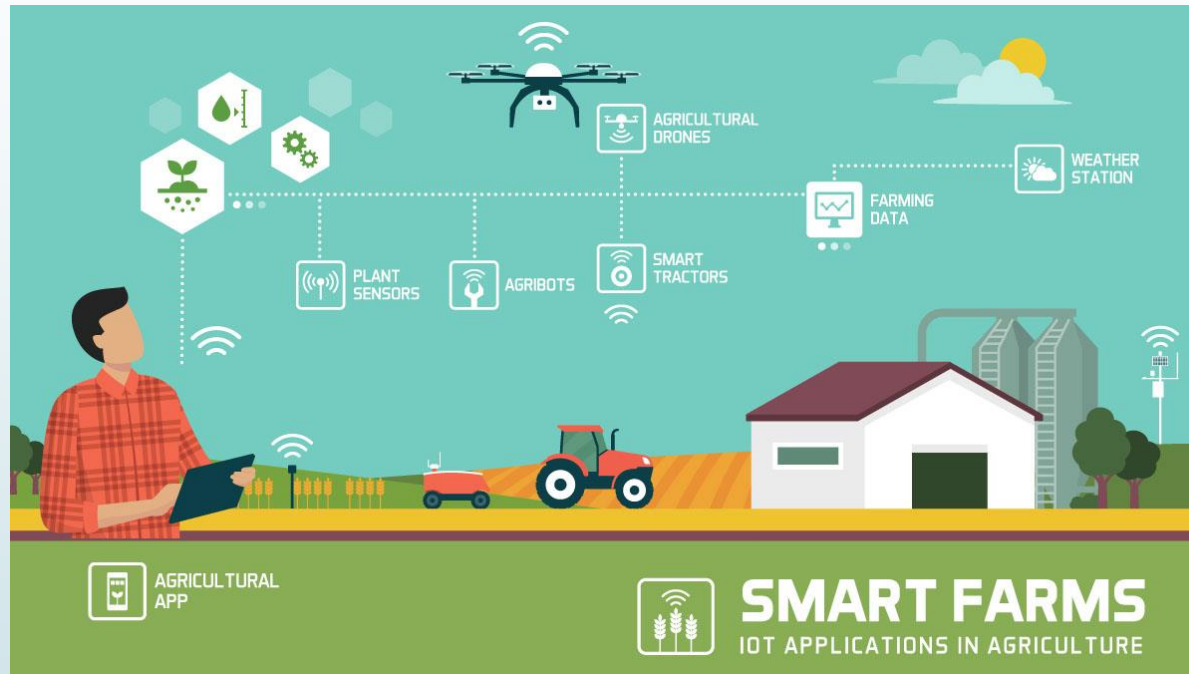 AGRICULTURAL
DRONES
WEATHER
STATION
FARMING
DATA
PLANT
SENSORS
AGRIBOTS
SMART
TRACTORS
AGRICULTURAL
APP
SMART FARMS
IOT APPLICATIONS IN AGRICULTURE